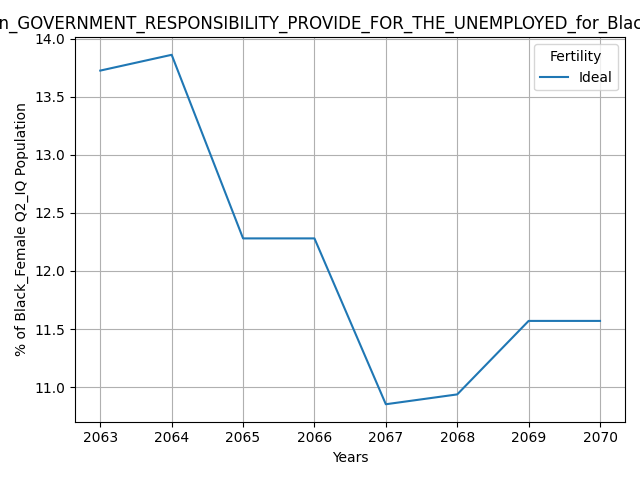 n_GOVERNMENT_RESPONSIBILITY_PROVIDE_FOR_THE_UNEMPLOYED_for_Blac
14.0
13.5
13.0
12.5
12.0
11.5
11.0
% of Black_Female Q2_IQ Population
Fertility
Ideal
2063 2064 2065 2066 2067 2068 2069 2070
Years